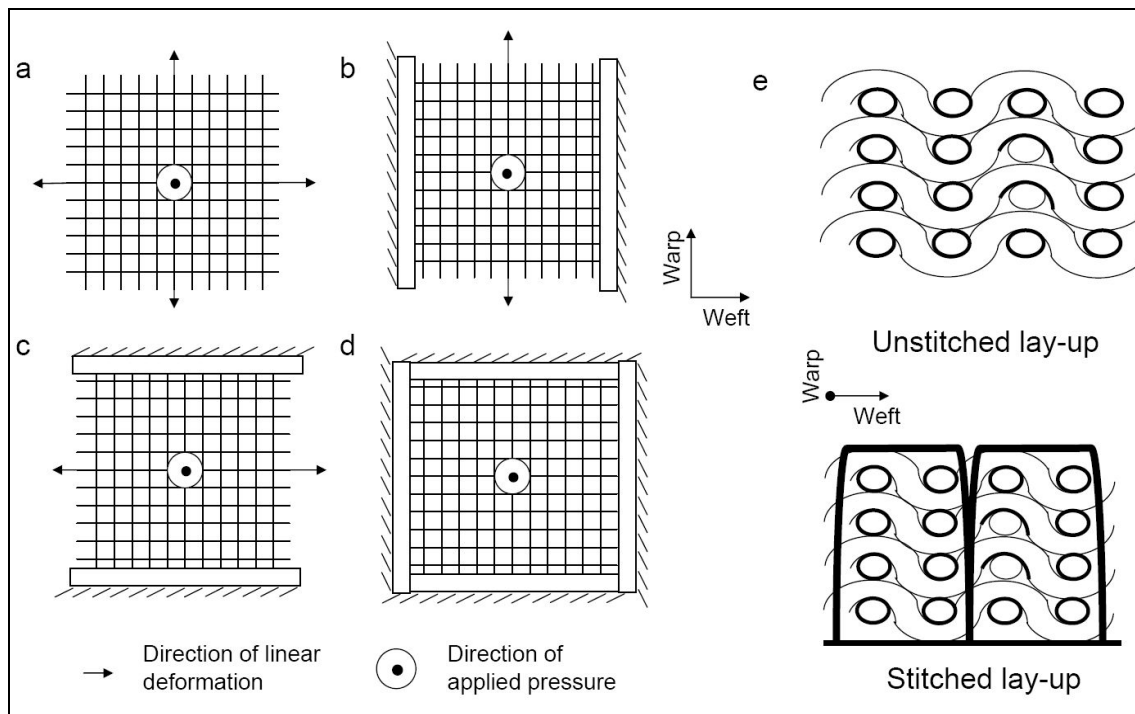 a
b
e
Warp
Weft
Unstitched lay-up
c
d
Warp
Weft
Direction of linear
deformation
Direction of
applied pressure
Stitched lay-up